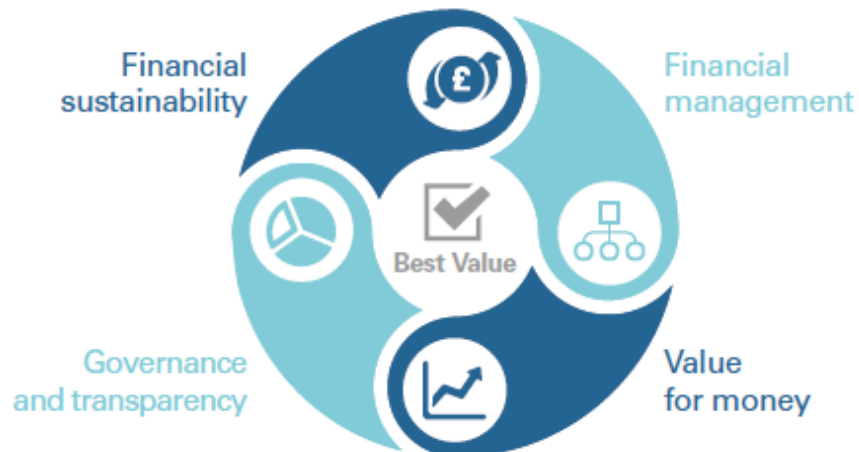 Financial
sustainability
Financial
management
£
Best Value
Governance
and transparency
Value
for money